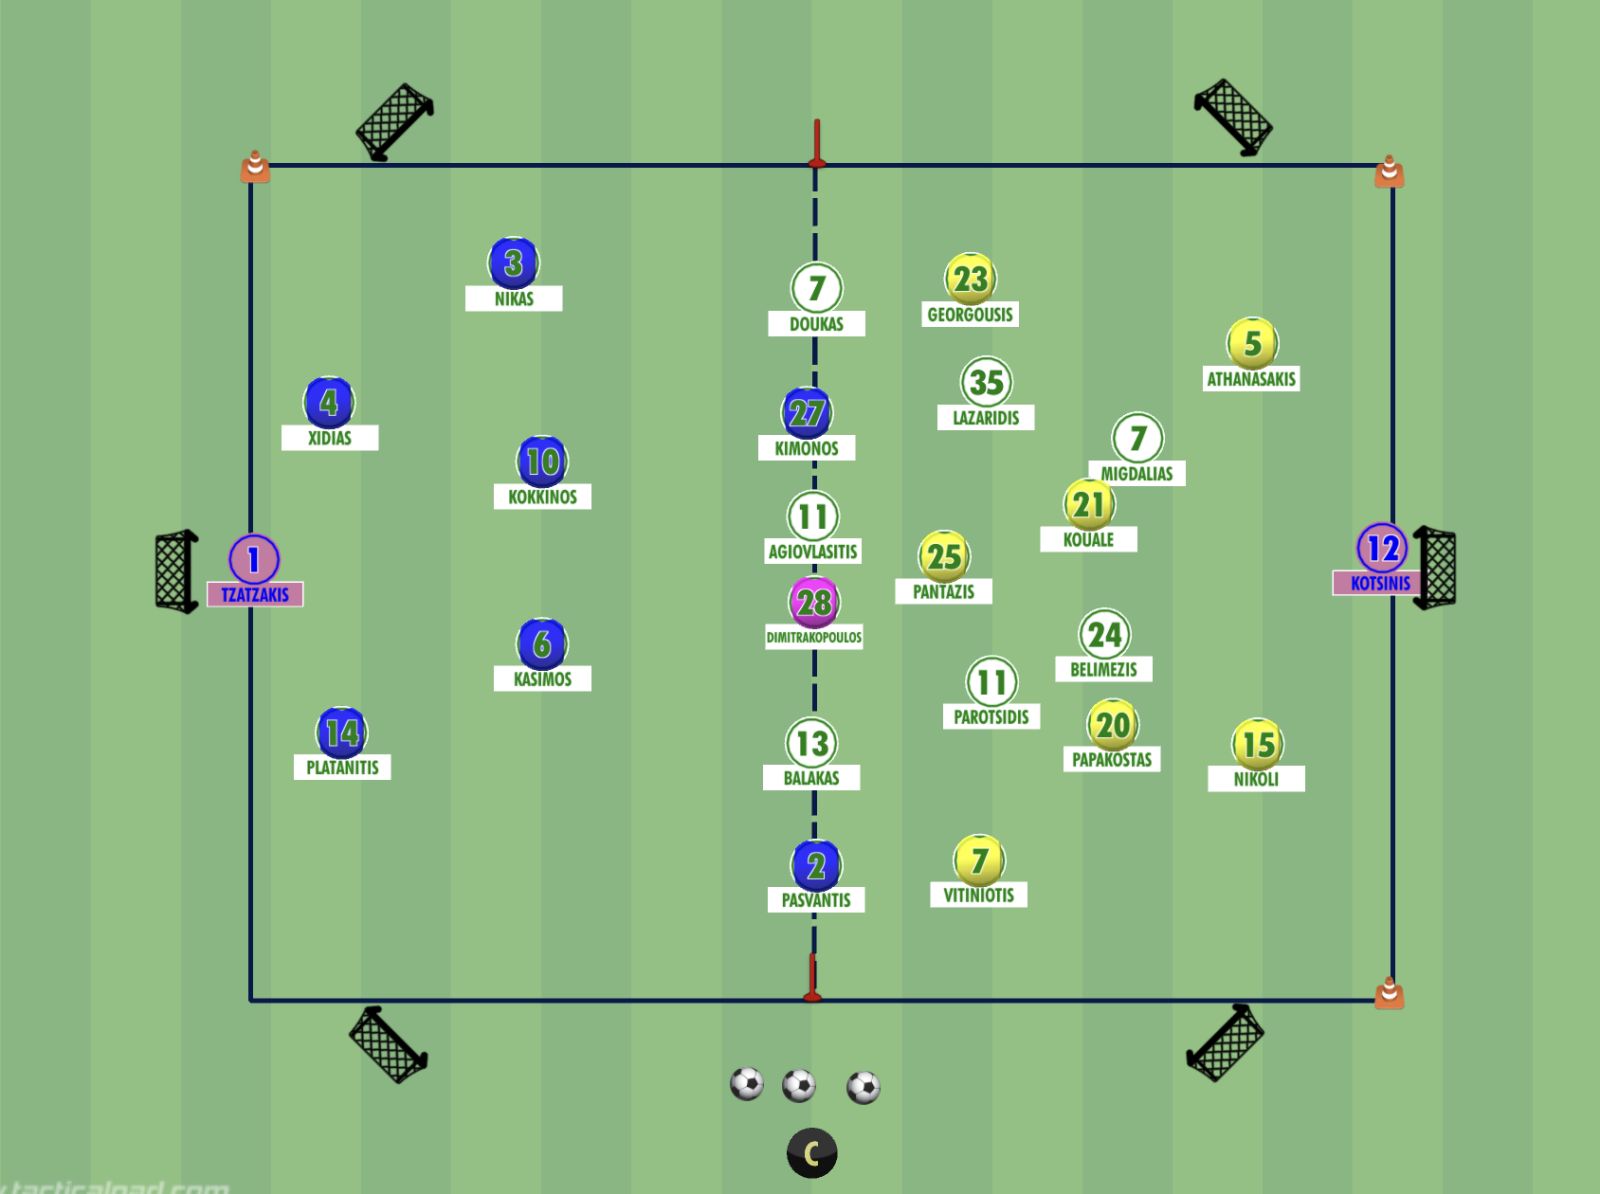 3
NIKAS
23
GEORGOUSIS
7
DOUKAS
5
ATHANASAKIS
4
XIDIAS
35
LAZARIDIS
27
KIMONOS
7
MIGDALIAS
10
KOKKINOS
21
KOUALE
11
AGIOVLASITIS
1
TZATZAKIS
25
PANTAZIS
12
KOTSINIS
28
DIMITRAKOPOULOS
6
KASIMOS
24
BELIMEZIS
11
PAROTSIDIS
14
PLATANITIS
13
BALAKAS
20
PAPAKOSTAS
15
NIKOLI
2
PASVANTIS
7
VITINIOTIS
C
.tacticalpad.com